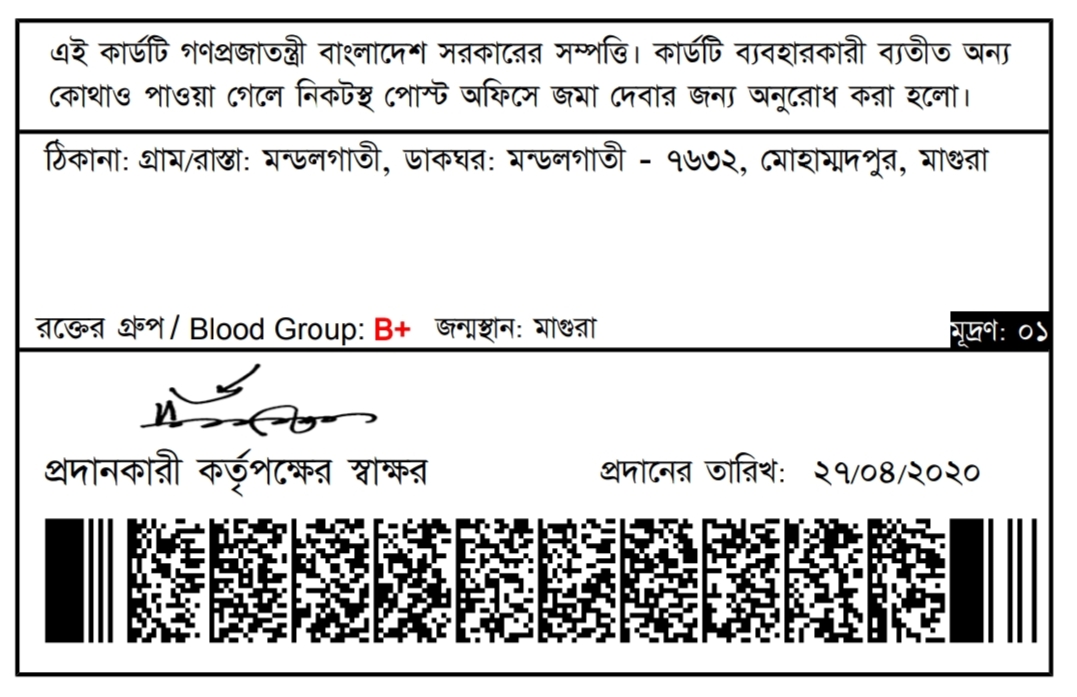 এই কার্ডটি গণপ্রজাতন্ত্রী বাংলাদেশ সরকারের সম্পত্তি। কার্ডটি ব্যবহারকারী ব্যতীত অন্য
কোথাও পাওয়া গেলে নিকটস্থ পোস্ট অফিসে জমা দেবার জন্য অনুরোধ করা হলো।
ঠিকানা: গ্রাম/রাস্তা: মন্ডলগাতী, ডাকঘর: মন্ডলগাতী - ৭৬৩২, মোহাম্মদপুর, মাগুরা
রক্তের গ্রুপ / Blood Group: B+ জন্মস্থান: মাগুরা মূদ্রণ: ০১
প্রদানকারী কর্তৃপক্ষের স্বাক্ষর প্রদানের তারিখ: ২৭/০৪/২০২০